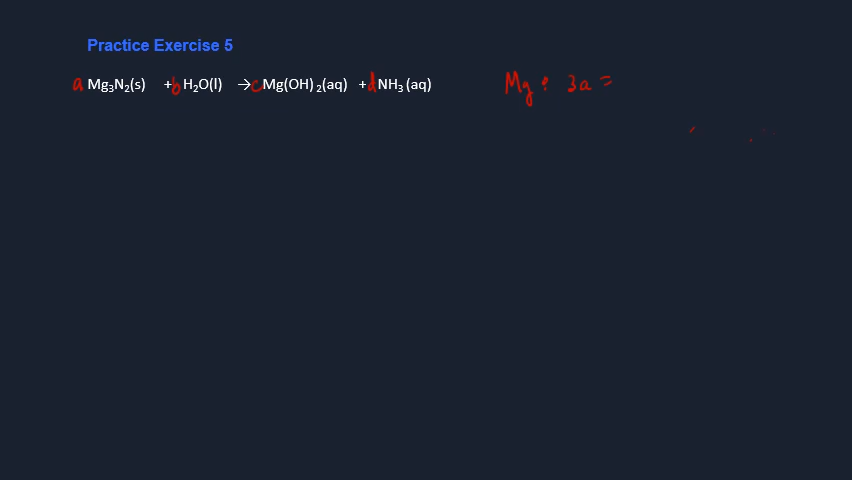 Practice Exercise 5
a Mg₃N₂(s) + b H₂O(l) → c Mg(OH)₂(aq) + d NH₃(aq) Mg : 3a =